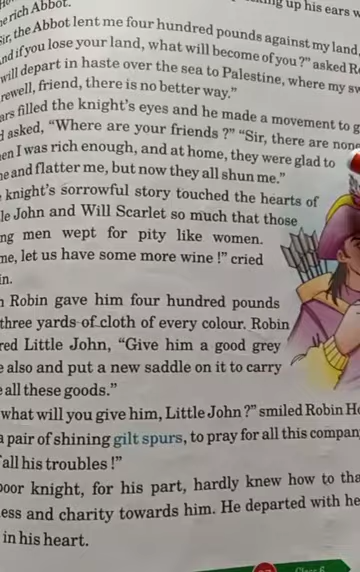 ing up his ears w
e rich Abbot.
Sir, the Abbot lent me four hundred pounds against my land.
nd if you lose your land, what will become of you?" asked R
will depart in haste over the sea to Palestine, where my sw
rewell, friend, there is no better way."
ars filled the knight's eyes and he made a movement to g
d asked, "Where are your friends ?" "Sir, there are none
en I was rich enough, and at home, they were glad to
e and flatter me, but now they all shun me."
knight's sorrowful story touched the hearts of
le John and Will Scarlet so much that those
ng men wept for pity like women.
me, let us have some more wine !" cried
in.
n Robin gave him four hundred pounds
three yards of cloth of every colour. Robin
red Little John, "Give him a good grey
e also and put a new saddle on it to carry
e all these goods."
what will you give him, Little John ?" smiled Robin Ho
a pair of shining gilt spurs, to pray for all this compan
f all his troubles !"
poor knight, for his part, hardly knew how to tha
ess and charity towards him. He departed with he
in his heart.
Class-6